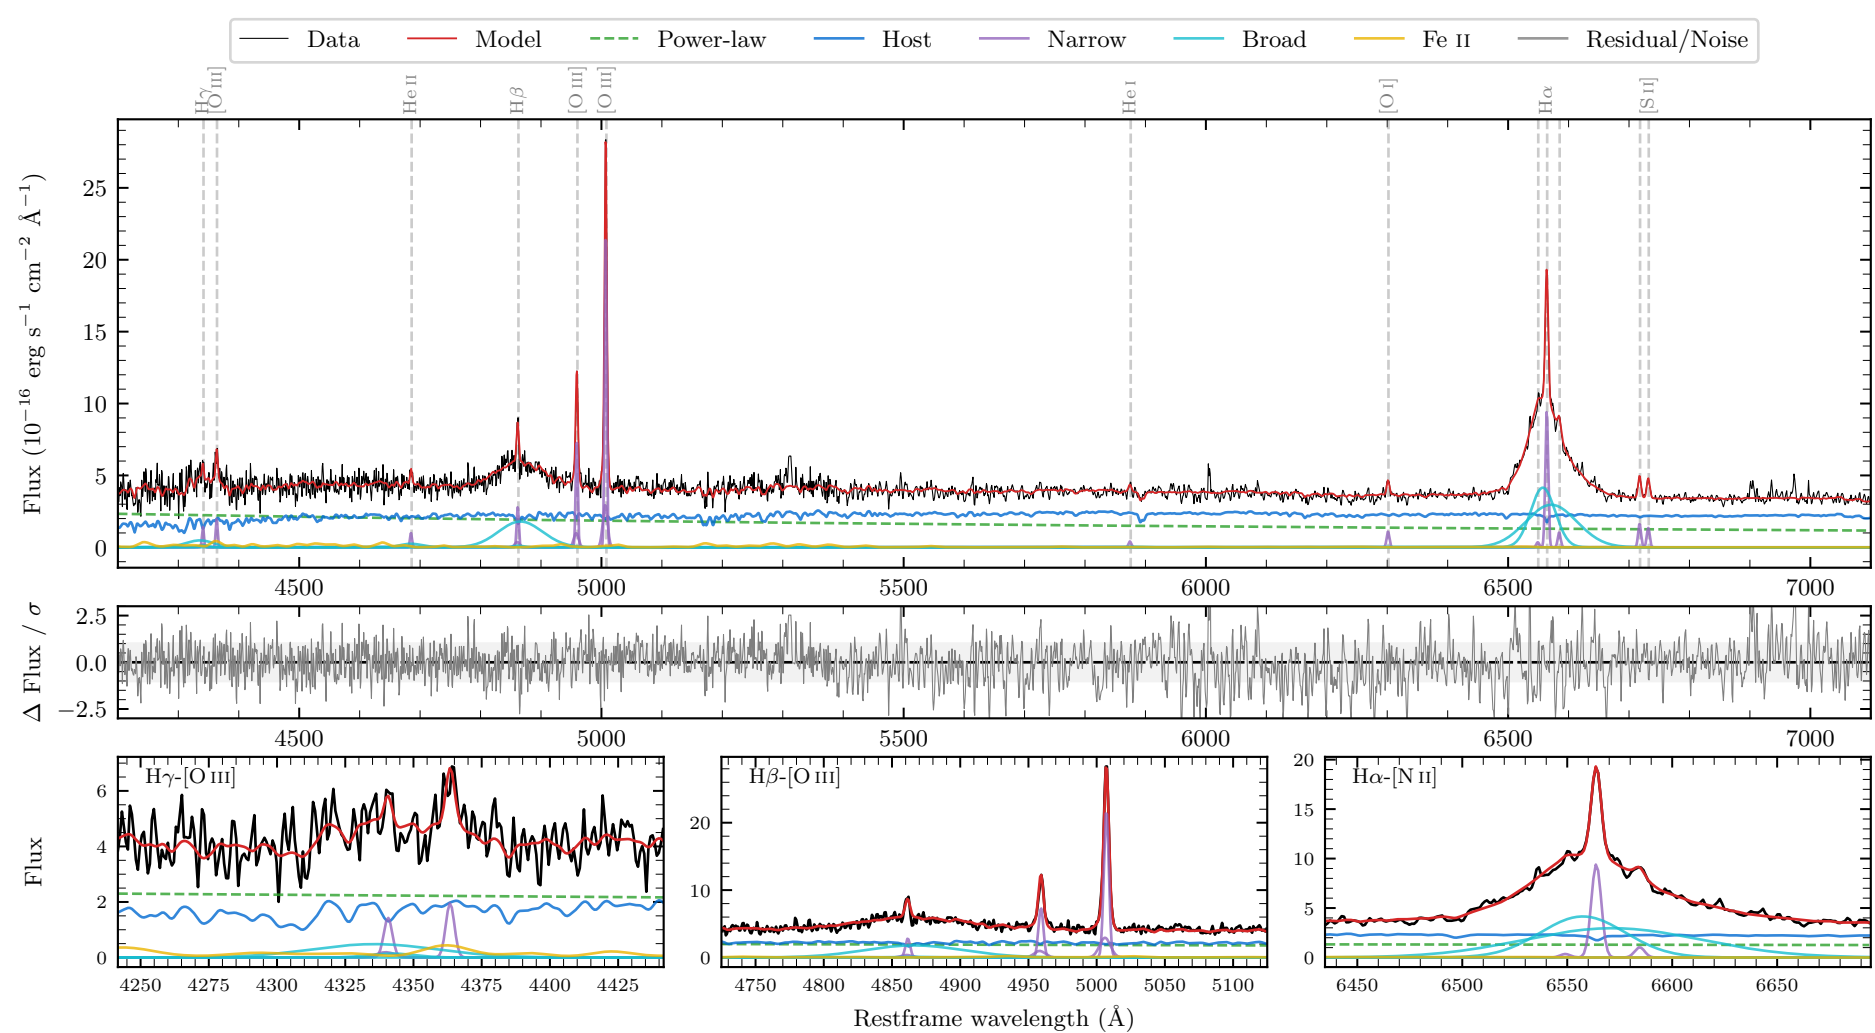 Data Model Power-law Host Narrow Broad Fe II Residual/Noise
Hγ [O III] He II Hβ [O III] [O III] He I [O I] Hα [S II]
Flux (10⁻¹⁶ erg s⁻¹ cm⁻² Å⁻¹)
25
20
15
10
5
0
4500 5000 5500 6000 6500 7000
Δ Flux / σ
2.5
0.0
−2.5
4500 5000 5500 6000 6500 7000
Flux
Hγ-[O III]
6
4
2
0
4250 4275 4300 4325 4350 4375 4400 4425
Hβ-[O III]
20
10
0
4750 4800 4850 4900 4950 5000 5050 5100
Hα-[N II]
20
15
10
5
0
6450 6500 6550 6600 6650
Restframe wavelength (Å)